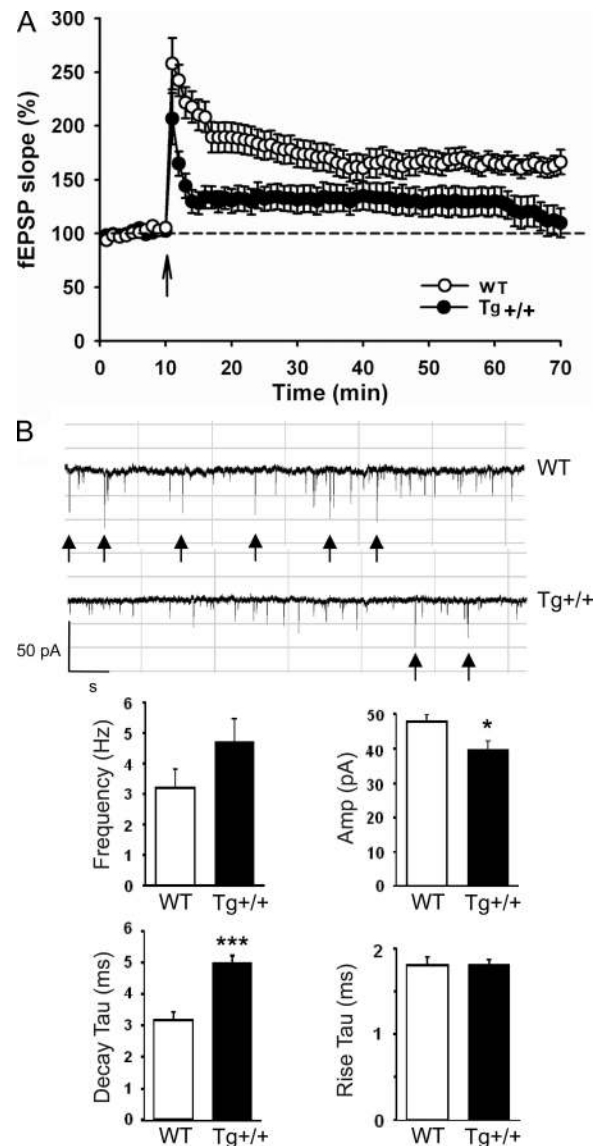 A
fEPSP slope (%)
300
250
200
150
100
50
0
WT
Tg+/+
0 10 20 30 40 50 60 70
Time (min)
B
WT
Tg+/+
50 pA
s
Frequency (Hz)
6
5
4
3
2
1
0
WT Tg+/+
Amp (pA)
50
40
30
20
10
0
*
WT Tg+/+
Decay Tau (ms)
6
5
4
3
2
1
0
***
WT Tg+/+
Rise Tau (ms)
2
1
0
WT Tg+/+